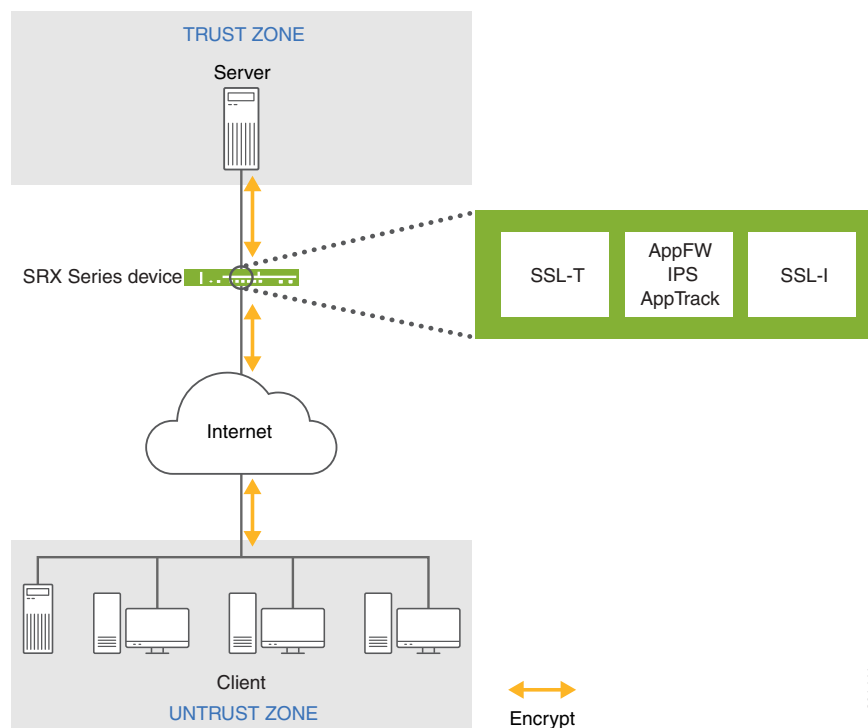 TRUST ZONE
Server
SRX Series device
SSL-T
AppFW
IPS
AppTrack
SSL-I
Internet
Client
UNTRUST ZONE
Encrypt